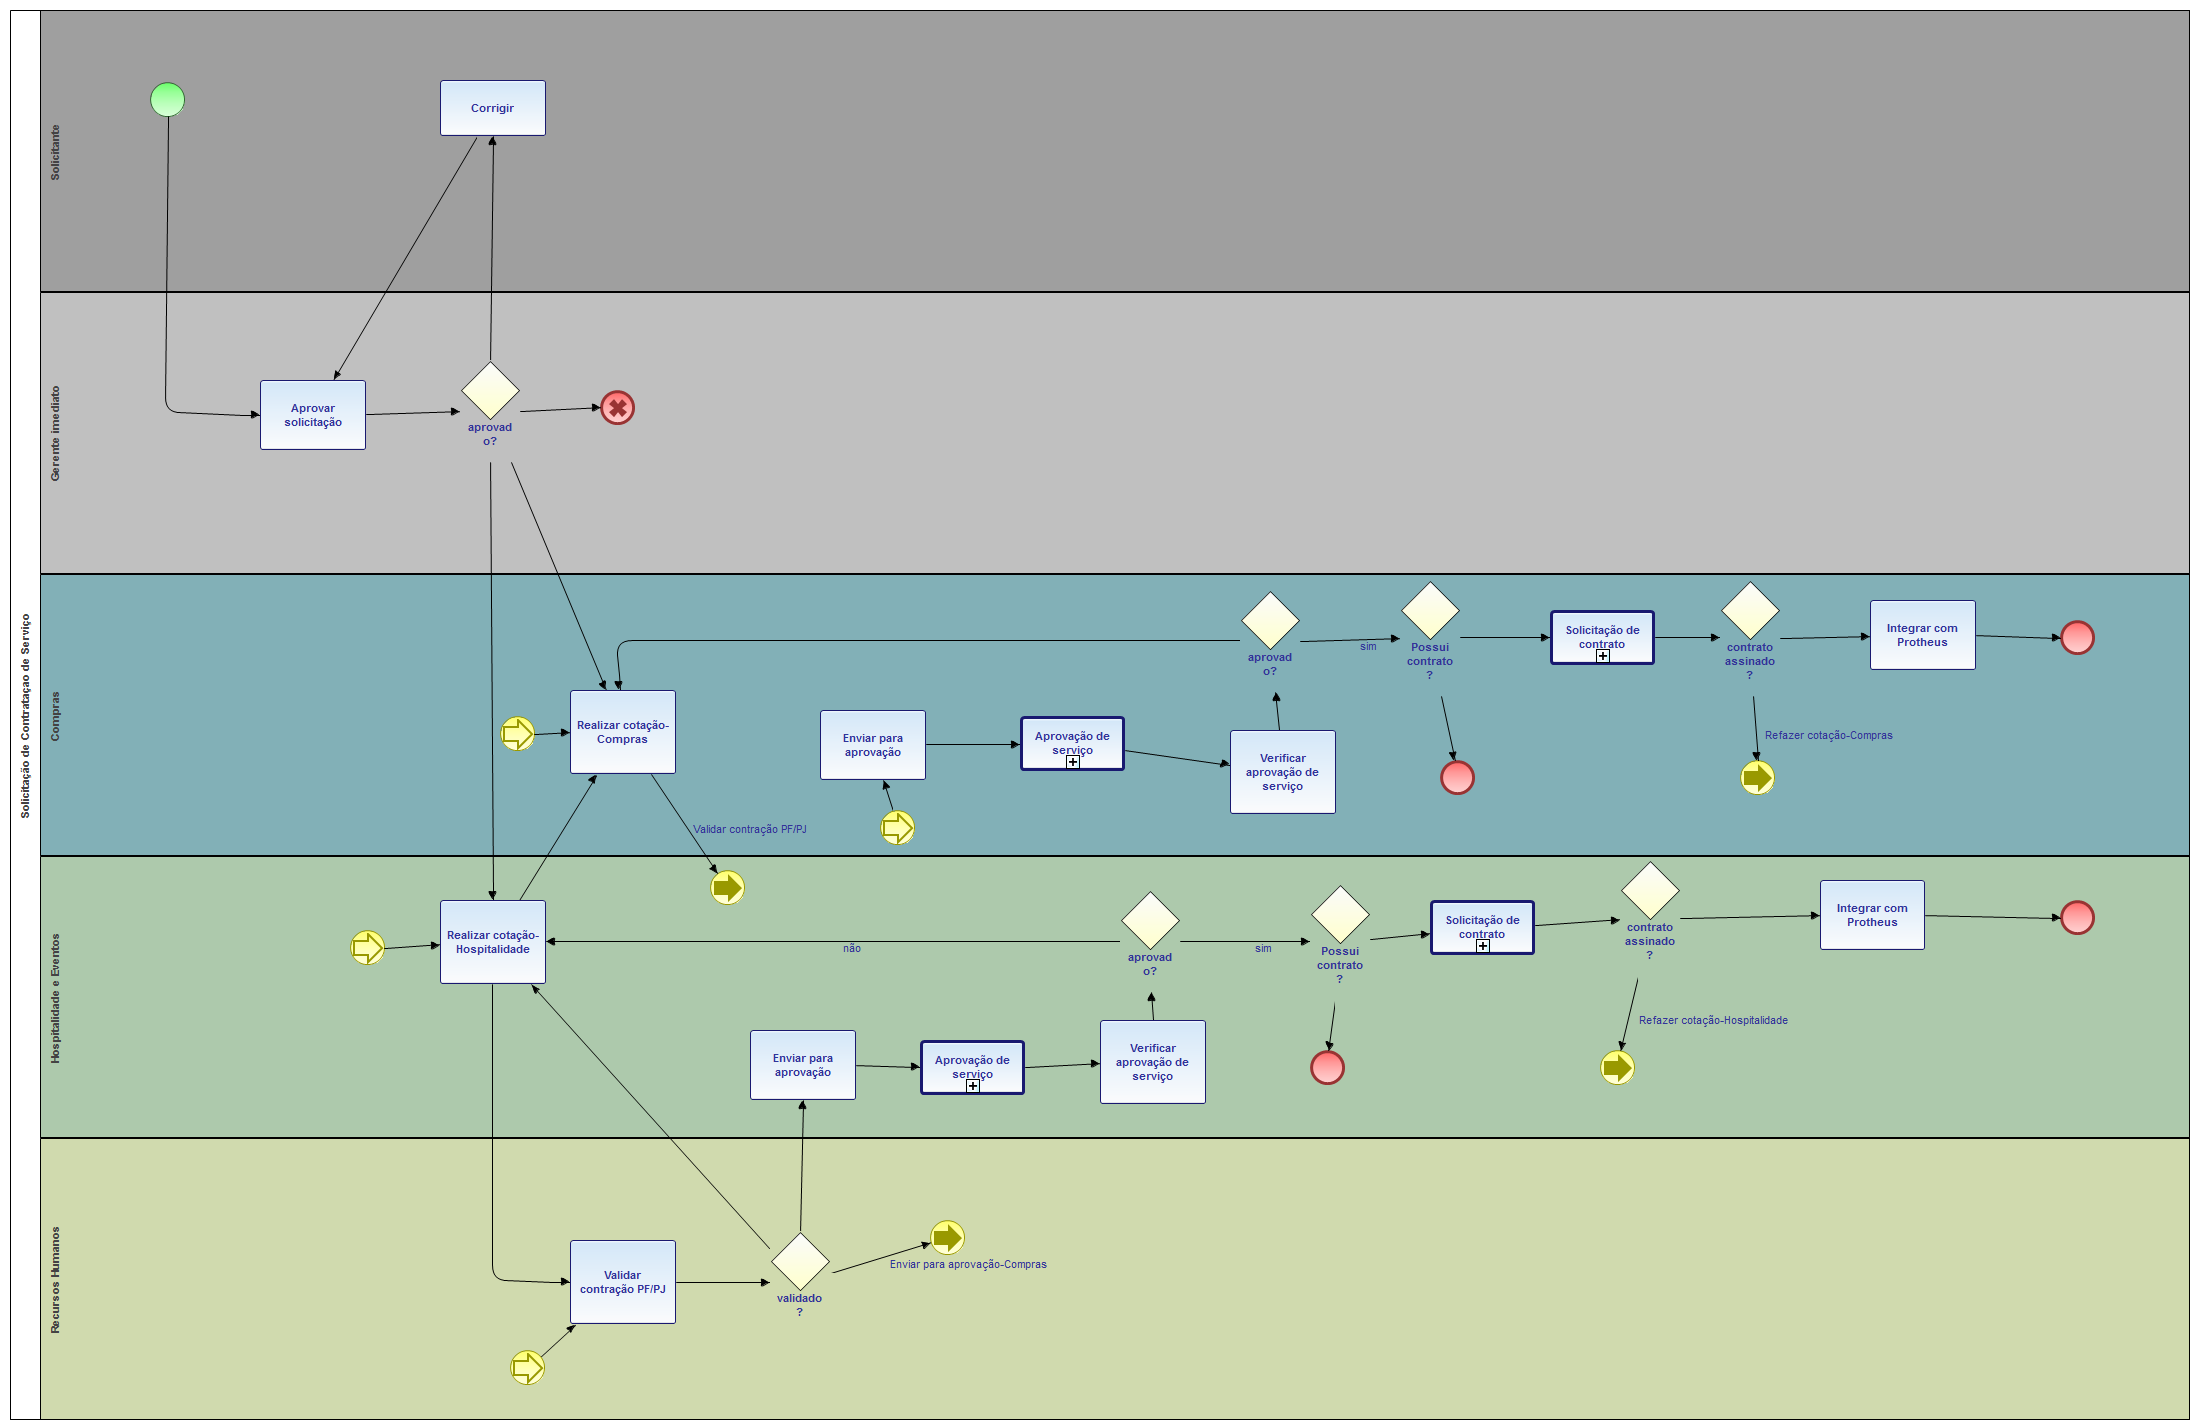 Solicitação de Contratação de Serviço
Solicitante
Corrigir
Gerente imediato
Aprovar
solicitação
aprovad
o?
Compras
Realizar cotação-
Compras
Validar contração PF/PJ
Enviar para
aprovação
Aprovação de
serviço
Verificar
aprovação de
serviço
aprovad
o?
sim
Possui
contrato
?
Solicitação de
contrato
contrato
assinado
?
Refazer cotação-Compras
Integrar com
Protheus
Hospitalidade e Eventos
Realizar cotação-
Hospitalidade
não
Enviar para
aprovação
Aprovação de
serviço
Verificar
aprovação de
serviço
aprovad
o?
sim
Possui
contrato
?
Solicitação de
contrato
contrato
assinado
?
Refazer cotação-Hospitalidade
Integrar com
Protheus
Recursos Humanos
Validar
contração PF/PJ
validado
?
Enviar para aprovação-Compras